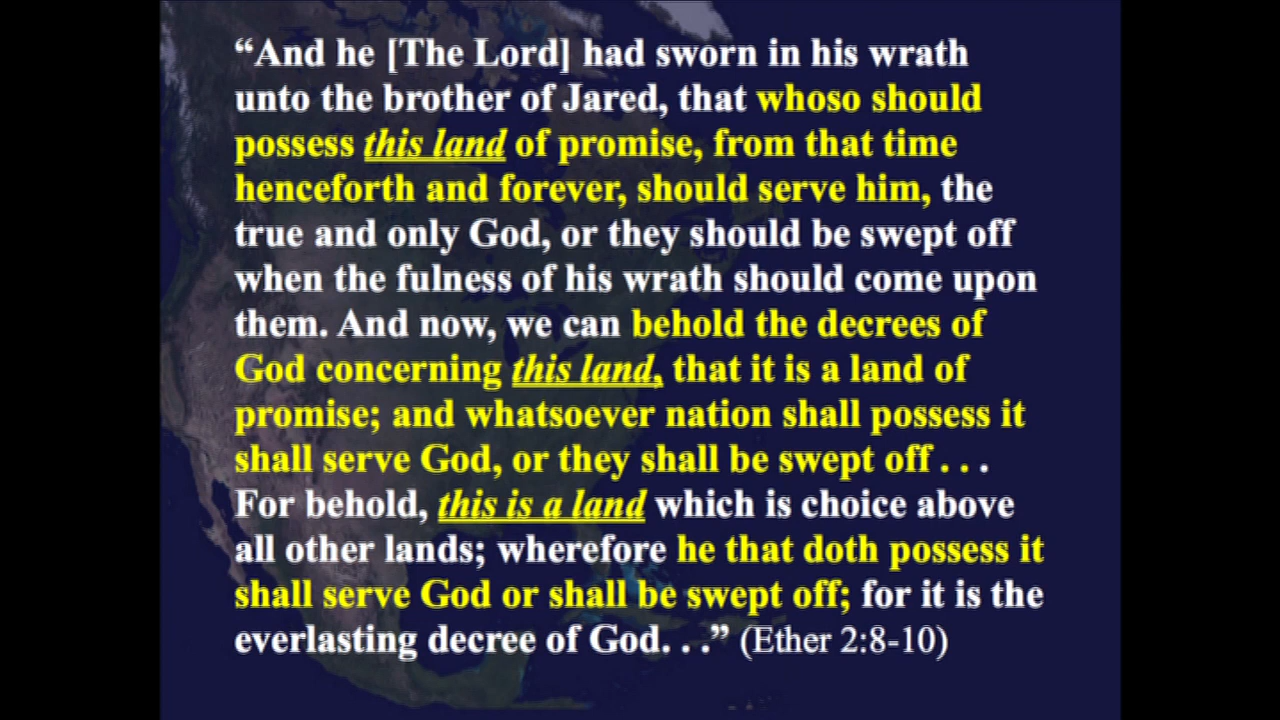 “And he [The Lord] had sworn in his wrath
unto the brother of Jared, that whoso should
possess this land of promise, from that time
henceforth and forever, should serve him, the
true and only God, or they should be swept off
when the fulness of his wrath should come upon
them. And now, we can behold the decrees of
God concerning this land, that it is a land of
promise; and whatsoever nation shall possess it
shall serve God, or they shall be swept off . . .
For behold, this is a land which is choice above
all other lands; wherefore he that doth possess it
shall serve God or shall be swept off; for it is the
everlasting decree of God. . .” (Ether 2:8-10)